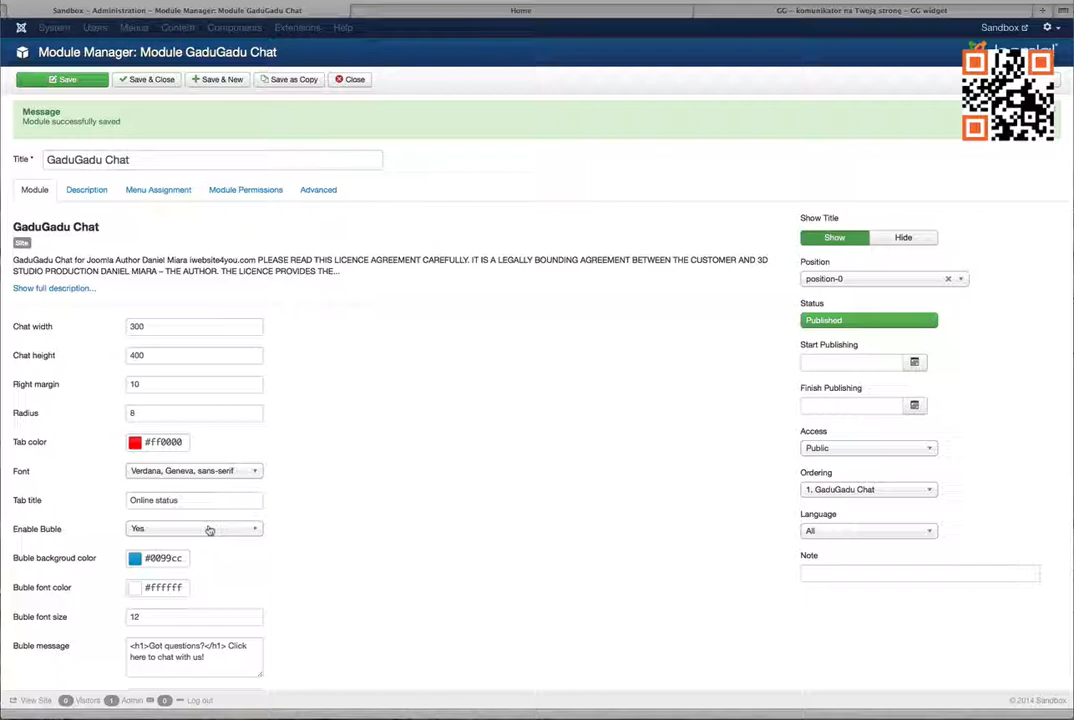 Sandbox - Administration - Module Manager: Module GaduGadu Chat
Home
GG – komunikator na Twoją stronę – GG widget
System Users Menus Content Components Extensions Help
Sandbox
Module Manager: Module GaduGadu Chat
Save
Save & Close
Save & New
Save as Copy
Close
Message
Module successfully saved
Title *
GaduGadu Chat
Module
Description
Menu Assignment
Module Permissions
Advanced
GaduGadu Chat
Site
GaduGadu Chat for Joomla Author Daniel Miara iwebsite4you.com PLEASE READ THIS LICENCE AGREEMENT CAREFULLY. IT IS A LEGALLY BOUNDING AGREEMENT BETWEEN THE CUSTOMER AND 3D
STUDIO PRODUCTION DANIEL MIARA – THE AUTHOR. THE LICENCE PROVIDES THE...
Show full description...
Chat width
300
Chat height
400
Right margin
10
Radius
8
Tab color
#ff0000
Font
Verdana, Geneva, sans-serif
Tab title
Online status
Enable Buble
Yes
Buble backgroud color
#0099cc
Buble font color
#ffffff
Buble font size
12
Buble message
<h1>Got questions?</h1> Click
here to chat with us!
Show Title
Show
Hide
Position
position-0
Status
Published
Start Publishing
Finish Publishing
Access
Public
Ordering
1. GaduGadu Chat
Language
All
Note
View Site
0 Visitors
1 Admin
0
Log out
© 2014 Sandbox